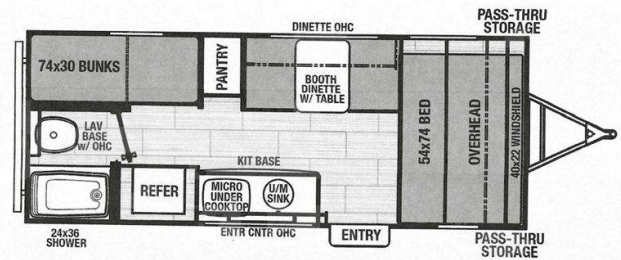 DINETTE OHC
PASS-THRU
STORAGE
74x30 BUNKS
PANTRY
BOOTH
DINETTE
W/ TABLE
54x74 BED
OVERHEAD
40x22 WINDSHIELD
LAV
BASE
w/ OHC
KIT BASE
REFER
MICRO
UNDER
COOKTOP
U/M
SINK
24x36
SHOWER
ENTR CNTR OHC
ENTRY
PASS-THRU
STORAGE